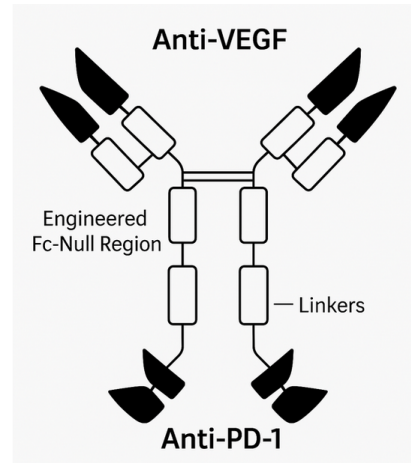 Anti-VEGF
Engineered
Fc-Null Region
Linkers
Anti-PD-1